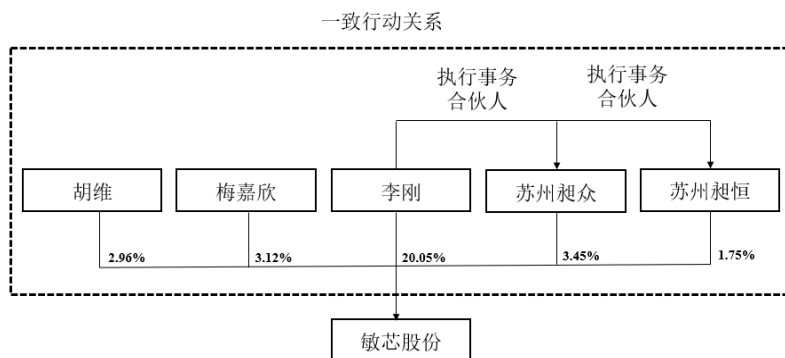 一致行动关系
执行事务
合伙人
执行事务
合伙人
胡维
梅嘉欣
李刚
苏州昶众
苏州昶恒
2.96%
3.12%
20.05%
3.45%
1.75%
敏芯股份